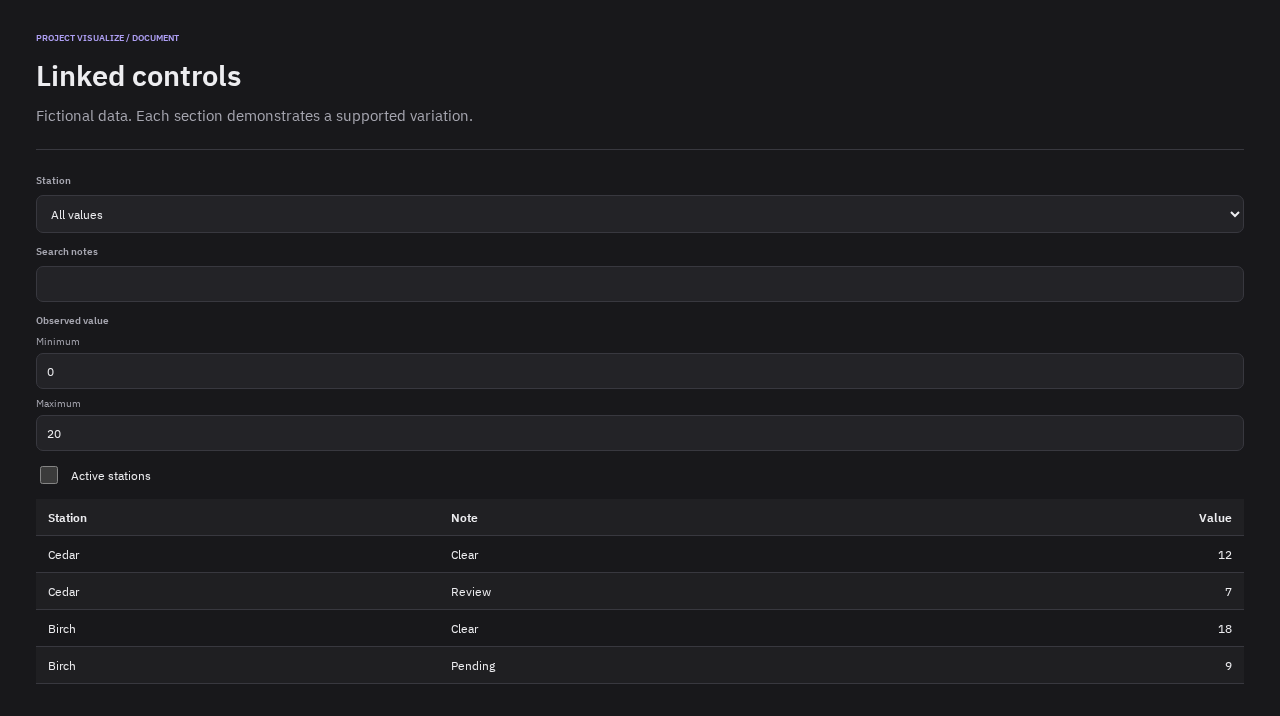 PROJECT VISUALIZE / DOCUMENT
Linked controls
Fictional data. Each section demonstrates a supported variation.
Station
All values
Search notes
Observed value
Minimum
0
Maximum
20
Active stations
Station Note Value
Cedar Clear 12
Cedar Review 7
Birch Clear 18
Birch Pending 9